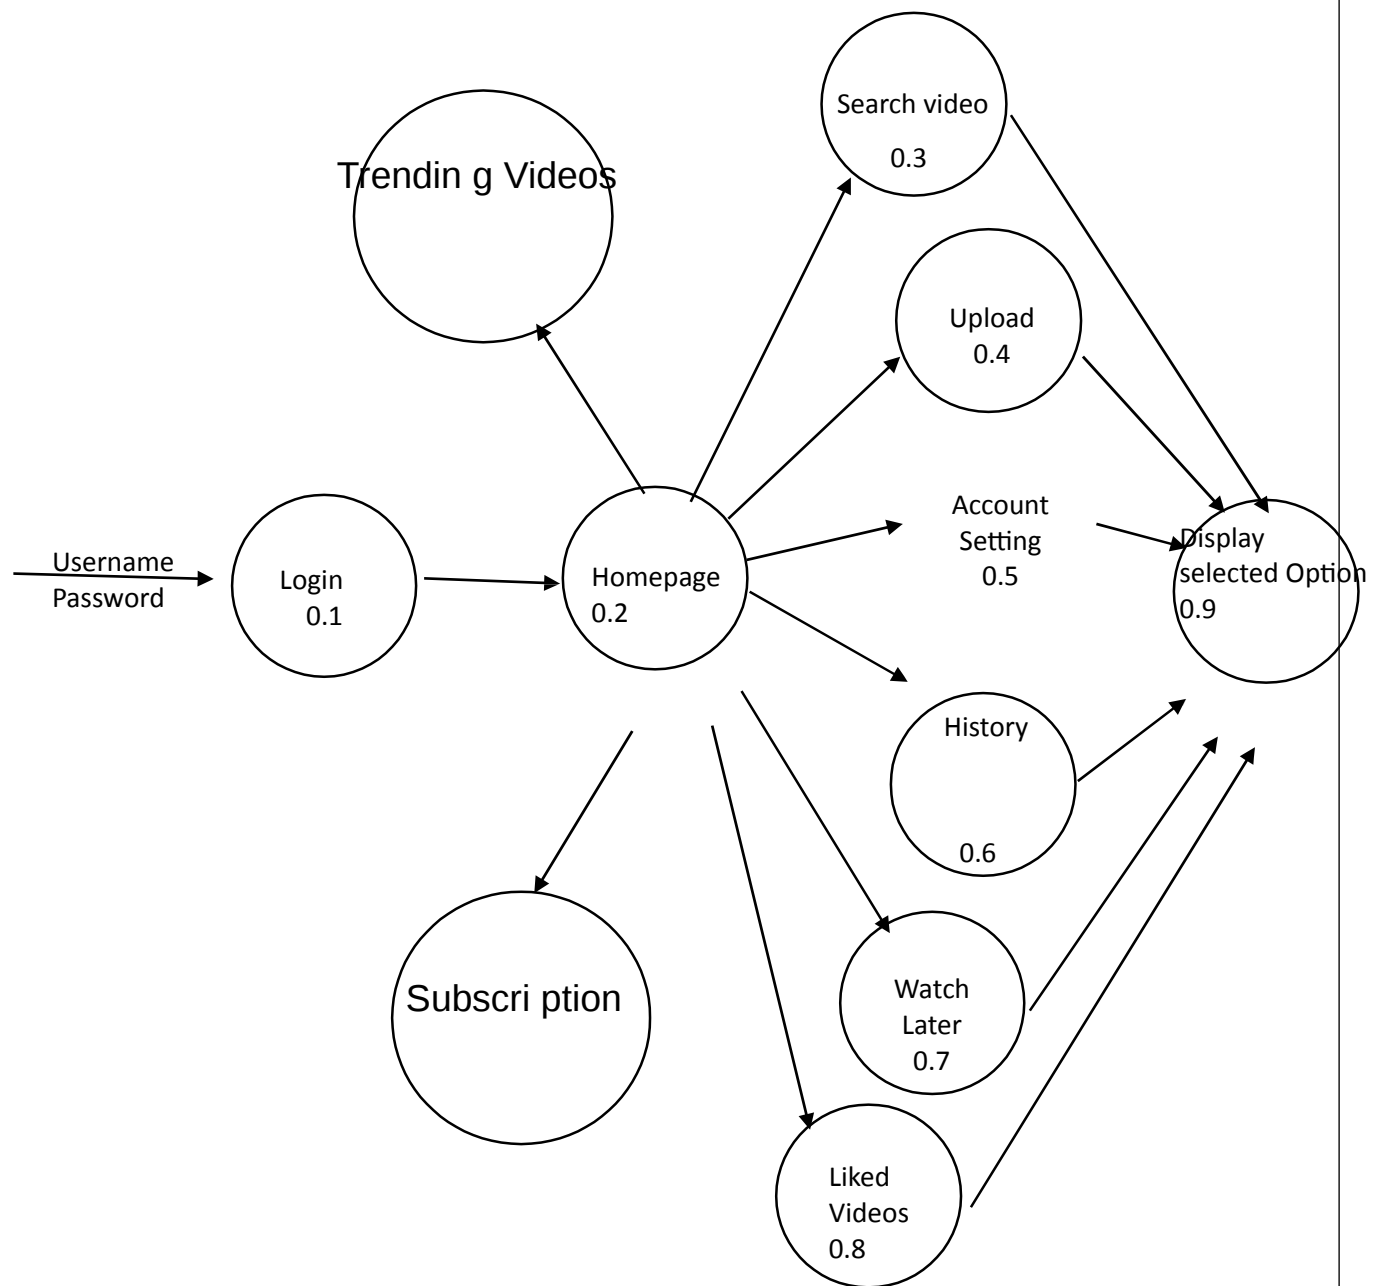 Search video
0.3
Trendin g Videos
Upload
0.4
Account
Setting
0.5
Username
Password
Login
0.1
Homepage
0.2
Display
selected Option
0.9
History
0.6
Subscri ption
Watch
Later
0.7
Liked
Videos
0.8